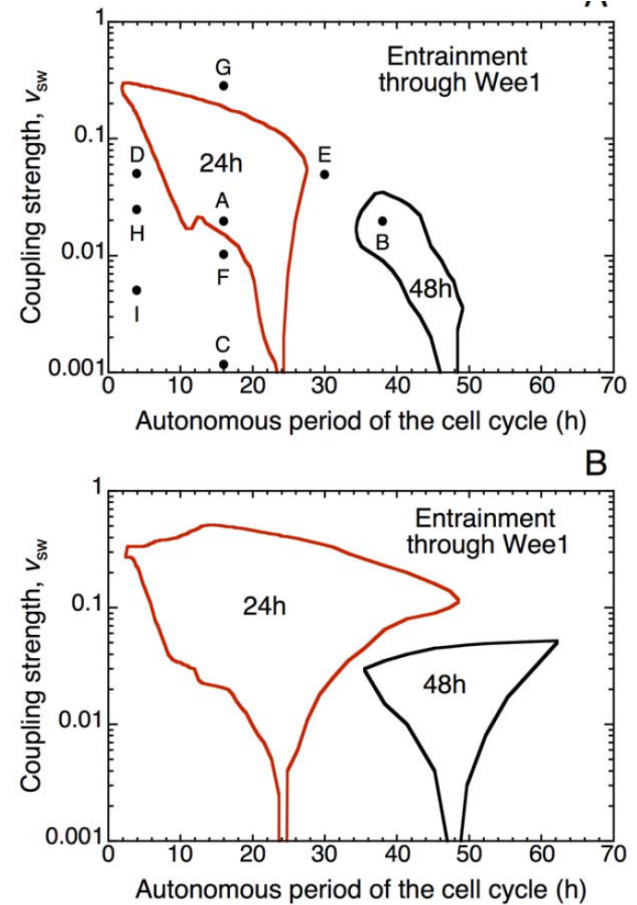 A
1
0.1
0.01
0.001
Coupling strength, vsw
Entrainment
through Wee1
G
D
24h
E
H
A
B
F
48h
I
C
0 10 20 30 40 50 60 70
Autonomous period of the cell cycle (h)
B
1
0.1
0.01
0.001
Coupling strength, vsw
Entrainment
through Wee1
24h
48h
0 10 20 30 40 50 60 70
Autonomous period of the cell cycle (h)